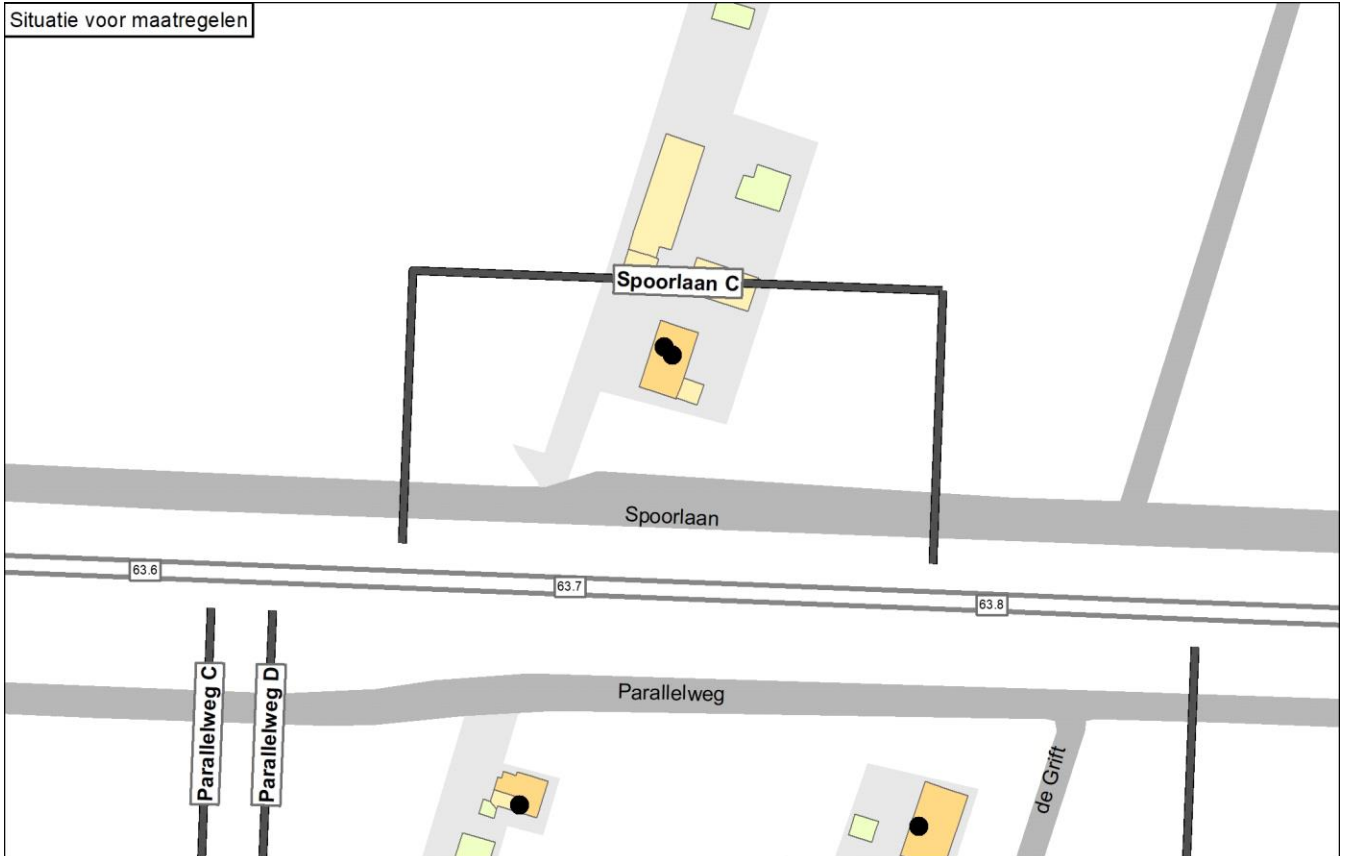 Situatie voor maatregelen
Spoorlaan C
Spoorlaan
63.6
63.7
63.8
Parallelweg C
Parallelweg D
Parallelweg
de Grift